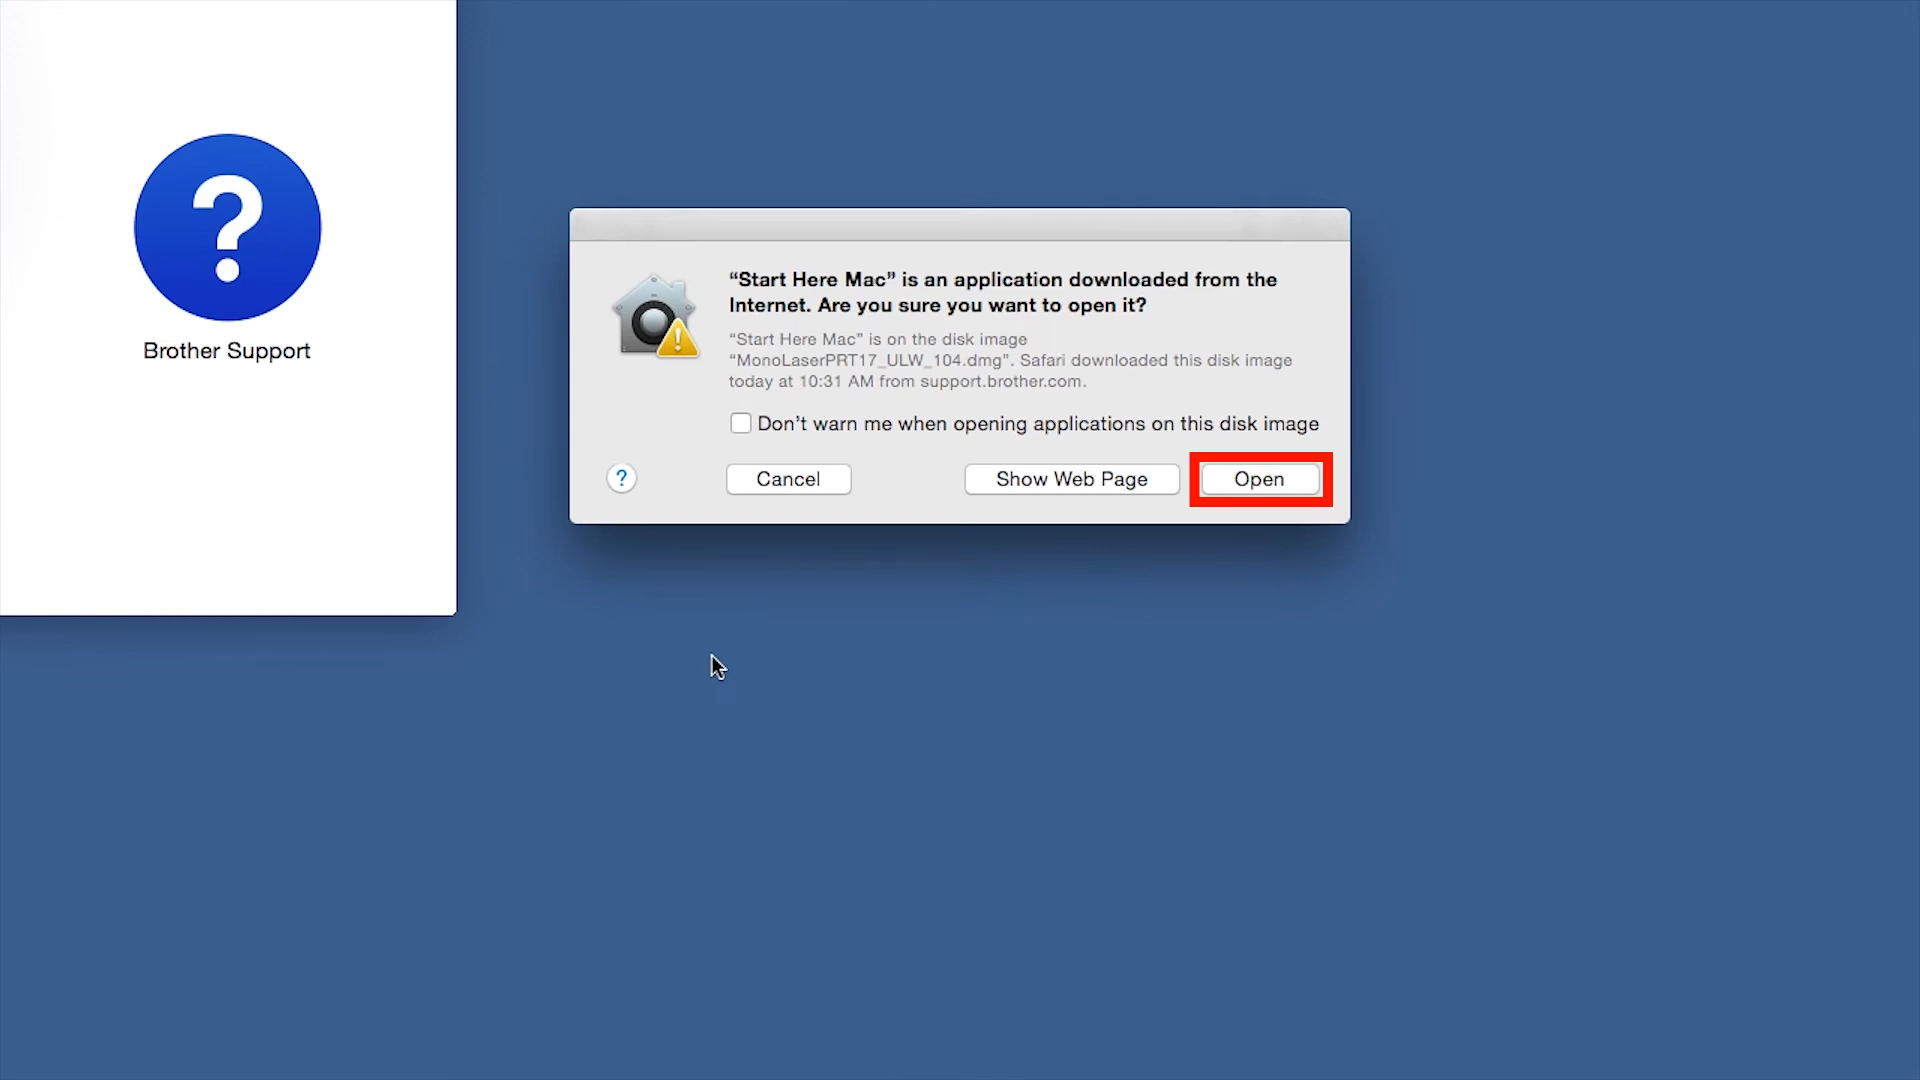 Brother Support
“Start Here Mac” is an application downloaded from the
Internet. Are you sure you want to open it?
“Start Here Mac” is on the disk image
“MonoLaserPRT17_ULW_104.dmg”. Safari downloaded this disk image
today at 10:31 AM from support.brother.com.
Don’t warn me when opening applications on this disk image
?
Cancel
Show Web Page
Open